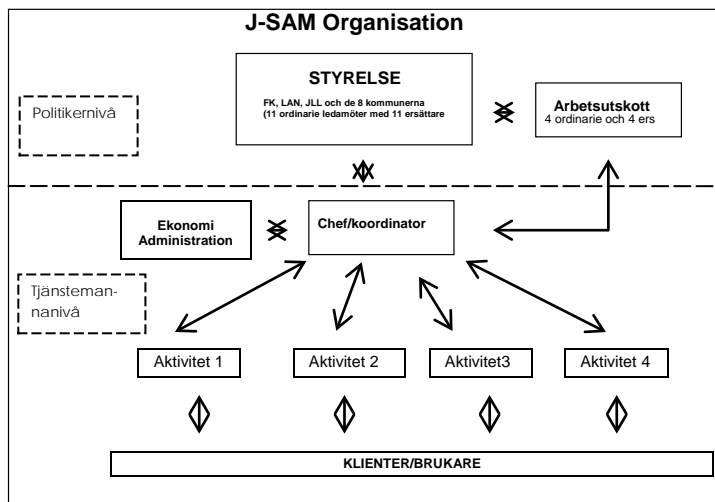 J-SAM Organisation
STYRELSE
FK, LAN, JLL och de 8 kommunerna
(11 ordinarie ledamöter med 11 ersättare
Politikernivå
Arbetsutskott
4 ordinarie och 4 ers
Ekonomi
Administration
Chef/koordinator
Tjänsteman-
nanivå
Aktivitet 1
Aktivitet 2
Aktivitet3
Aktivitet 4
KLIENTER/BRUKARE